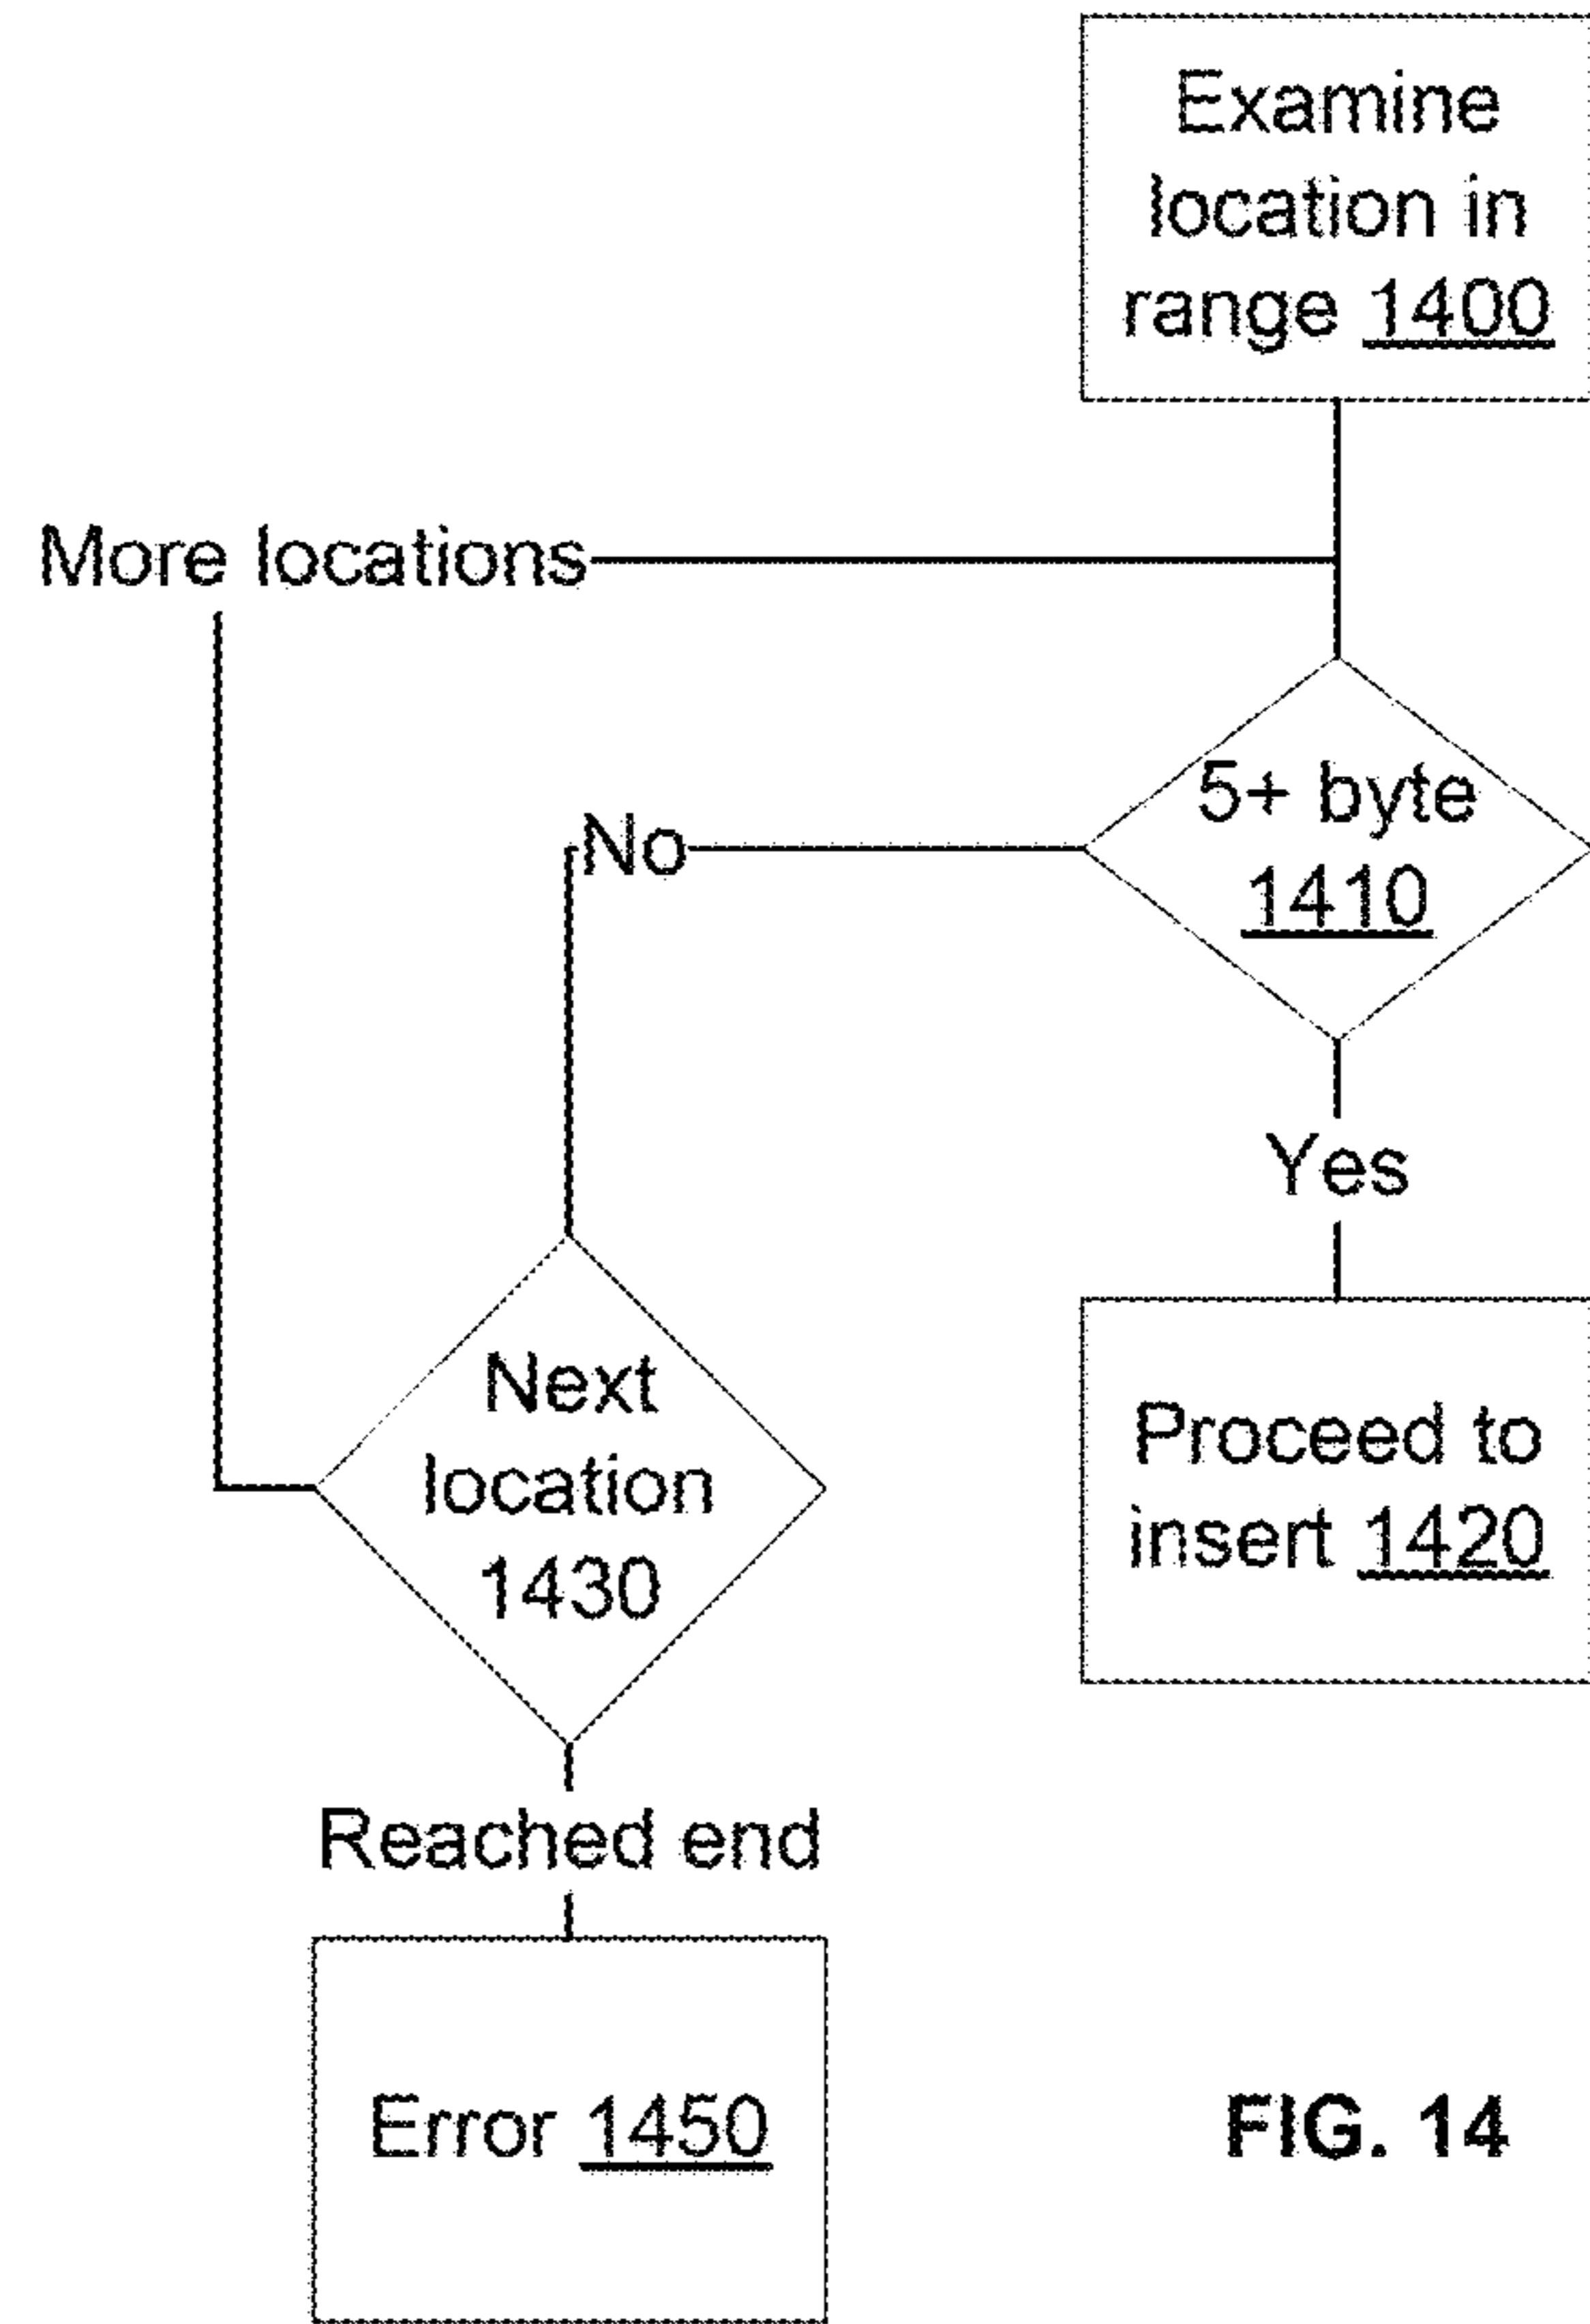 Examine
location in
range 1400
More locations
5+ byte
1410
No
Yes
Next
location
1430
Proceed to
insert 1420
Reached end
Error 1450
FIG. 14